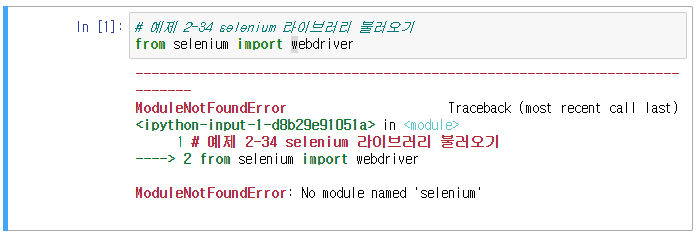 In [1]: # 예제 2-34 selenium 라이브러리 불러오기
from selenium import webdriver
---------------------------------------------------------------------------
ModuleNotFoundError Traceback (most recent call last)
<ipython-input-1-d8b29e91051a> in <module>
1 # 예제 2-34 selenium 라이브러리 불러오기
----> 2 from selenium import webdriver
ModuleNotFoundError: No module named 'selenium'